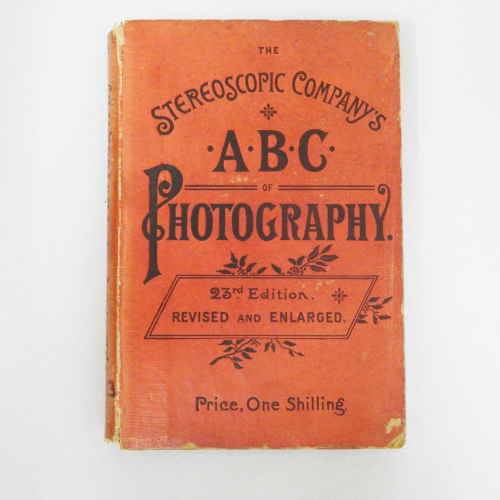 THE
STEREOSCOPIC COMPANY'S
·A·B·C·
OF
PHOTOGRAPHY.
23rd Edition.
REVISED AND ENLARGED.
Price, One Shilling.